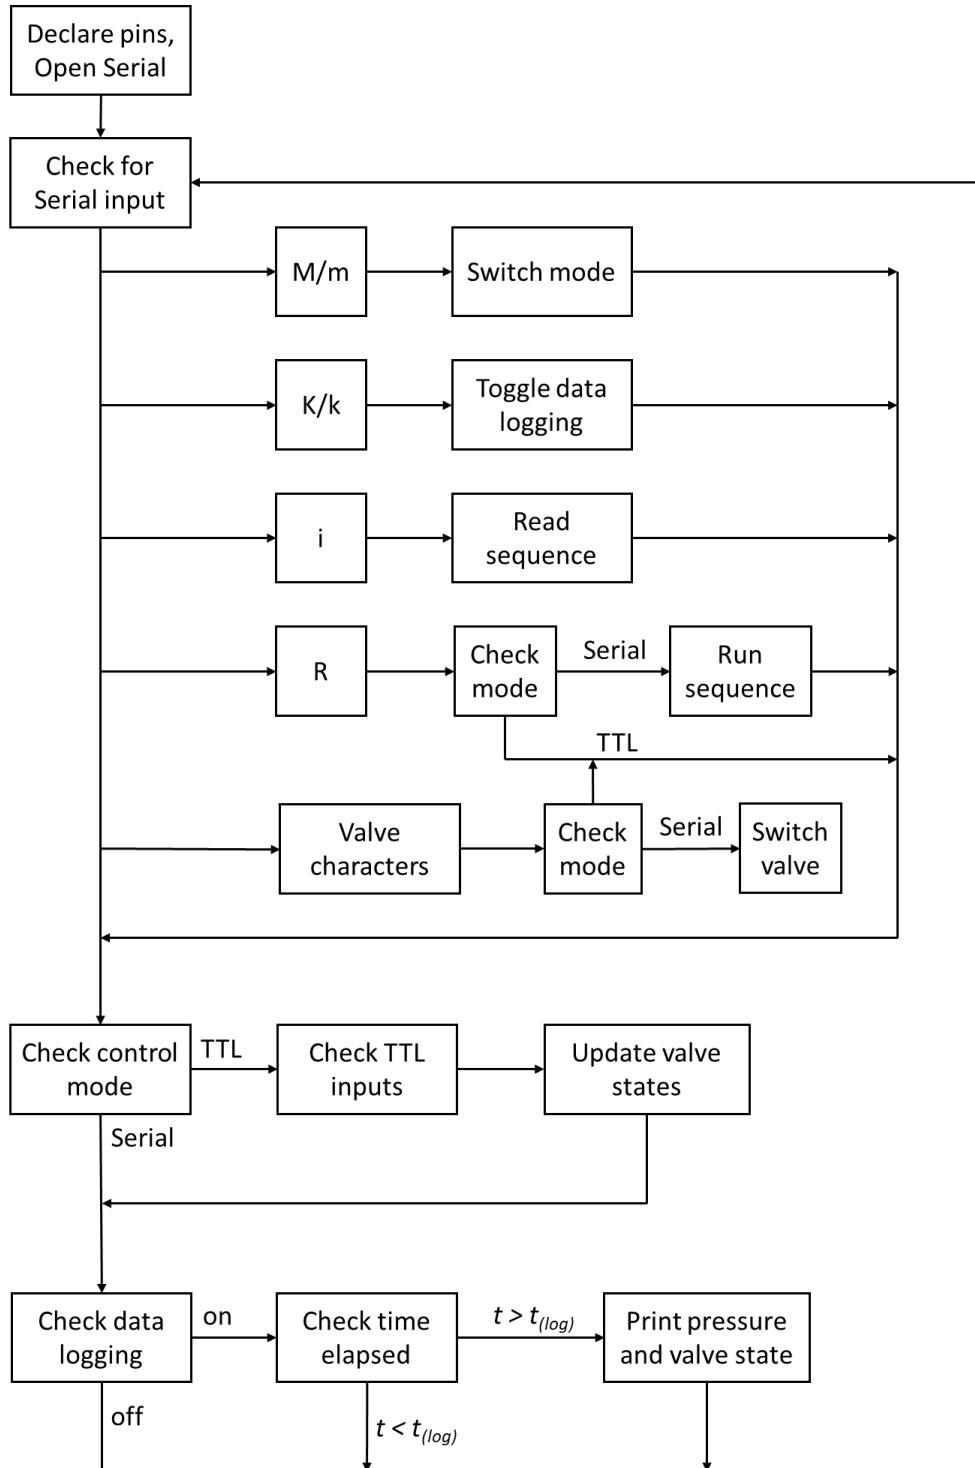 Declare pins,
Open Serial
Check for
Serial input
M/m
Switch mode
K/k
Toggle data
logging
i
Read
sequence
R
Check
mode
Serial
Run
sequence
TTL
Valve
characters
Check
mode
Serial
Switch
valve
Check control
mode
TTL
Check TTL
inputs
Update valve
states
Serial
Check data
logging
on
Check time
elapsed
t > t(log)
Print pressure
and valve state
off
t < t(log)